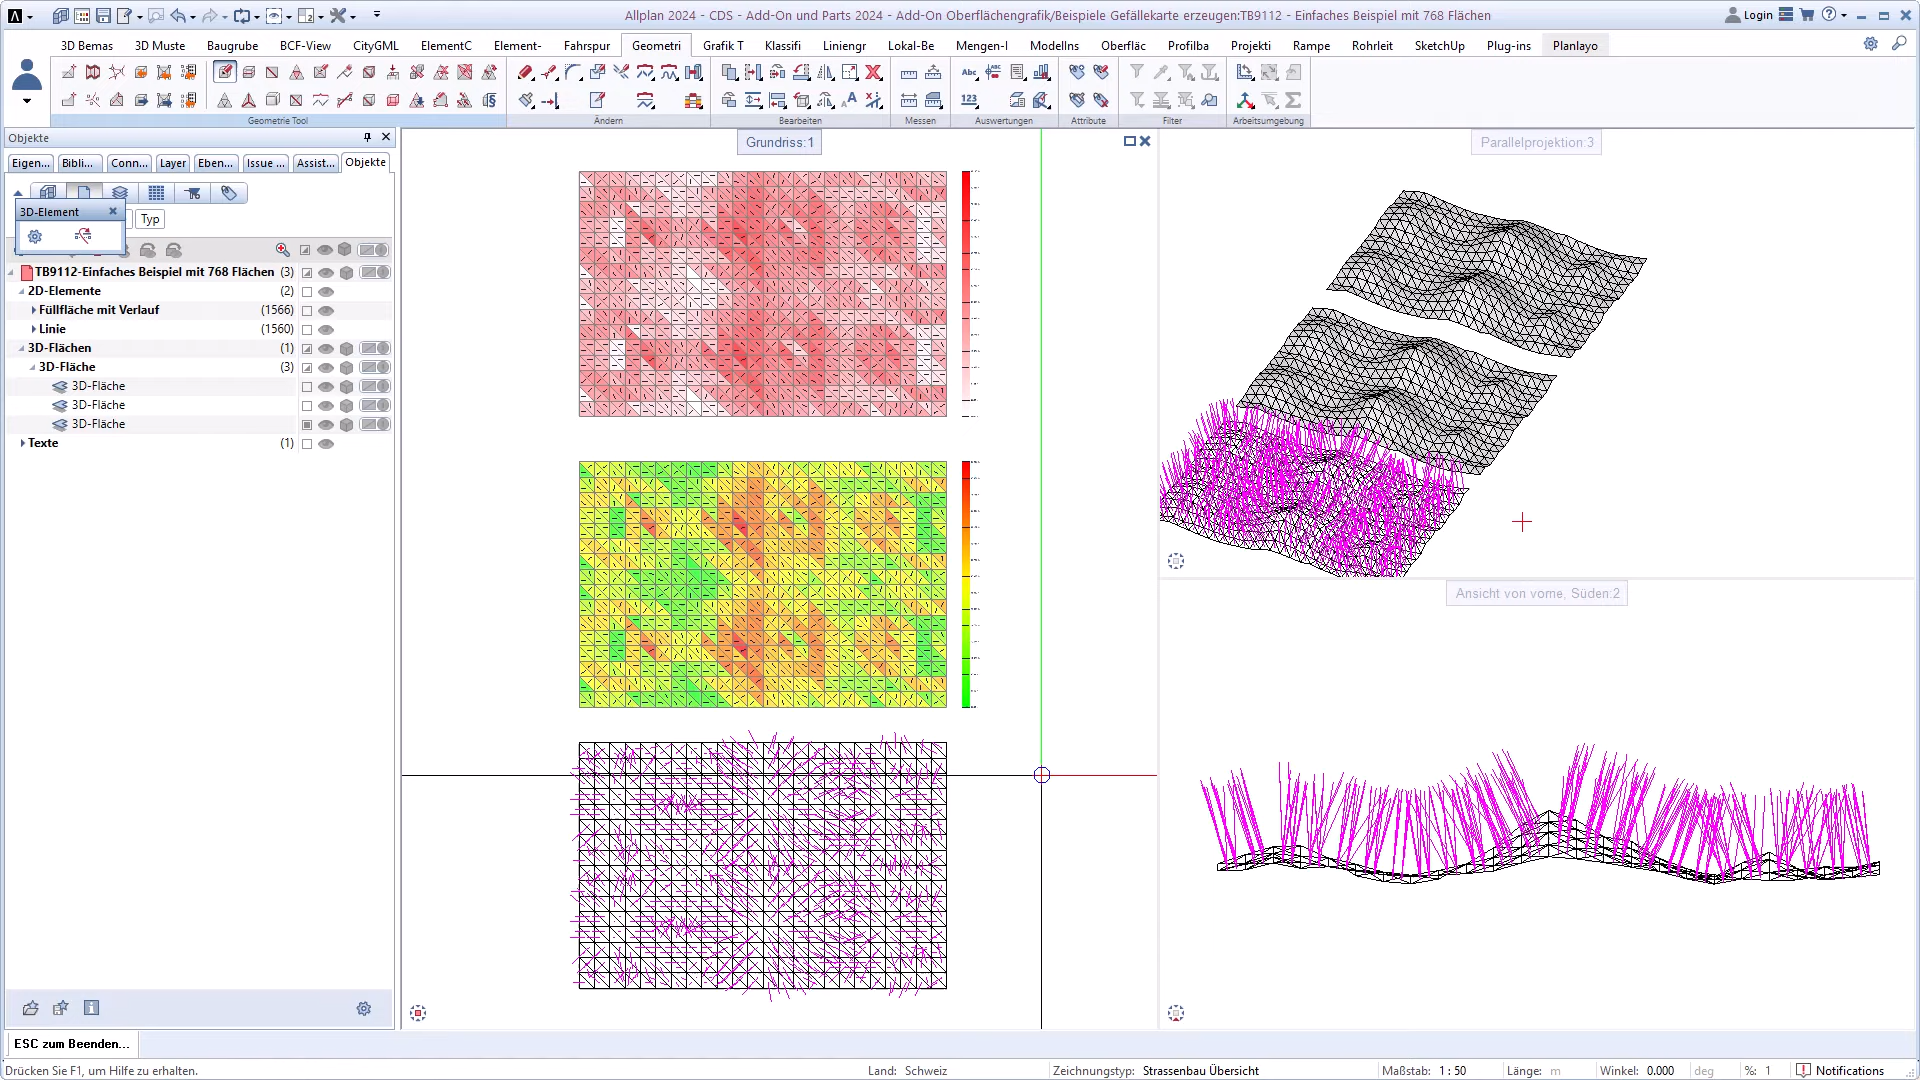 Allplan 2024 - CDS - Add-On und Parts 2024 - Add-On Oberflächengrafik/Beispiele Gefällekarte erzeugen:TB9112 - Einfaches Beispiel mit 768 Flächen
Login
3D Bemas
3D Muste
Baugrube
BCF-View
CityGML
ElementC
Element-
Fahrspur
Geometri
Grafik T
Klassifi
Liniengr
Lokal-Be
Mengen-I
ModelIns
Oberfläc
Profilba
Projekti
Rampe
Rohrleit
SketchUp
Plug-ins
Planlayo
Abc
123
Geometrie Tool
Ändern
Bearbeiten
Messen
Auswertungen
Attribute
Filter
Arbeitsumgebung
Objekte
Eigen...
Bibli...
Conn...
Layer
Eben...
Issue ...
Assist...
Objekte
3D-Element
Typ
TB9112-Einfaches Beispiel mit 768 Flächen (3)
2D-Elemente (2)
Füllfläche mit Verlauf (1566)
Linie (1560)
3D-Flächen (1)
3D-Fläche (3)
3D-Fläche
3D-Fläche
3D-Fläche
Texte (1)
Grundriss:1
Parallelprojektion:3
Ansicht von vorne, Süden:2
ESC zum Beenden...
Drücken Sie F1, um Hilfe zu erhalten.
Land: Schweiz
Zeichnungstyp: Strassenbau Übersicht
Maßstab: 1 : 50
Länge: m
Winkel: 0.000 deg
%: 1
Notifications